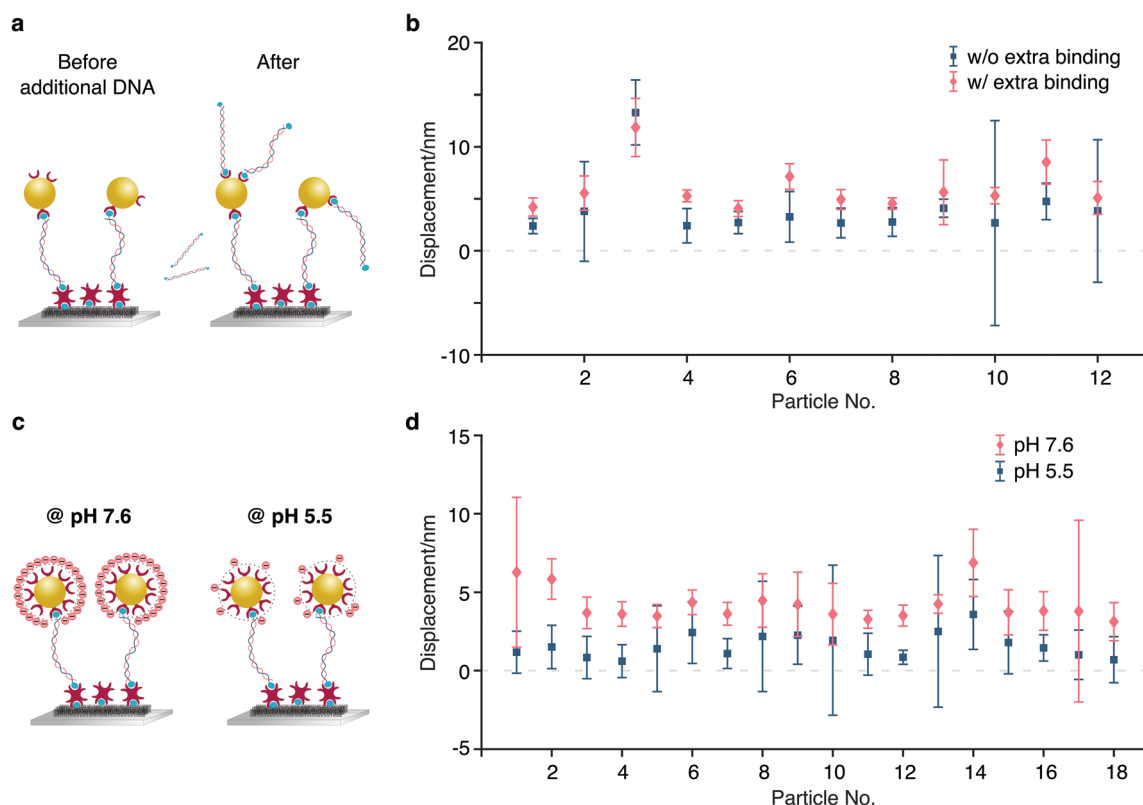 a
Before
additional DNA
After
b
20
10
0
-10
Displacement/nm
w/o extra binding
w/ extra binding
2
4
6
8
10
12
Particle No.
c
@ pH 7.6
@ pH 5.5
d
15
10
5
0
-5
Displacement/nm
pH 7.6
pH 5.5
2
4
6
8
10
12
14
16
18
Particle No.